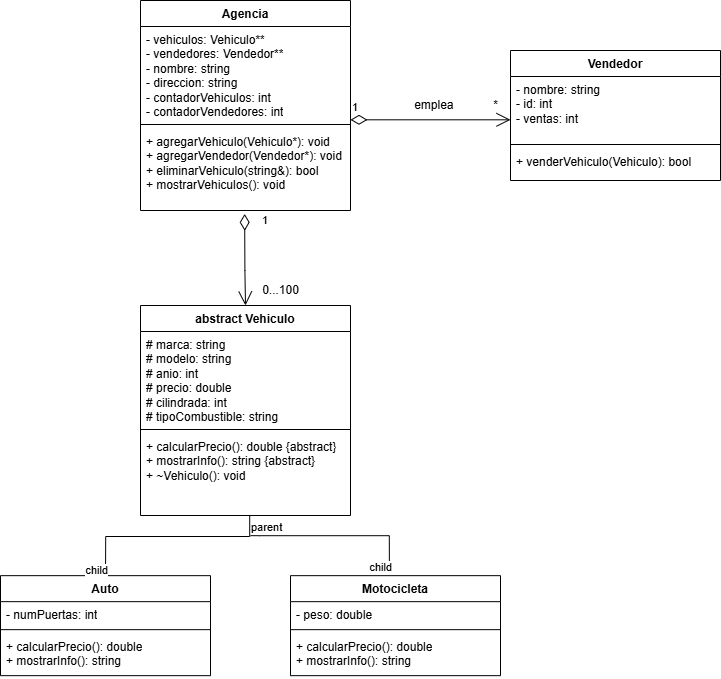 Agencia
- vehiculos: Vehiculo**
- vendedores: Vendedor**
- nombre: string
- direccion: string
- contadorVehiculos: int
- contadorVendedores: int
+ agregarVehiculo(Vehiculo*): void
+ agregarVendedor(Vendedor*): void
+ eliminarVehiculo(string&): bool
+ mostrarVehiculos(): void
1
emplea
*
Vendedor
- nombre: string
- id: int
- ventas: int
+ venderVehiculo(Vehiculo): bool
1
0...100
abstract Vehiculo
# marca: string
# modelo: string
# anio: int
# precio: double
# cilindrada: int
# tipoCombustible: string
+ calcularPrecio(): double {abstract}
+ mostrarInfo(): string {abstract}
+ ~Vehiculo(): void
parent
child
child
Auto
- numPuertas: int
+ calcularPrecio(): double
+ mostrarInfo(): string
Motocicleta
- peso: double
+ calcularPrecio(): double
+ mostrarInfo(): string